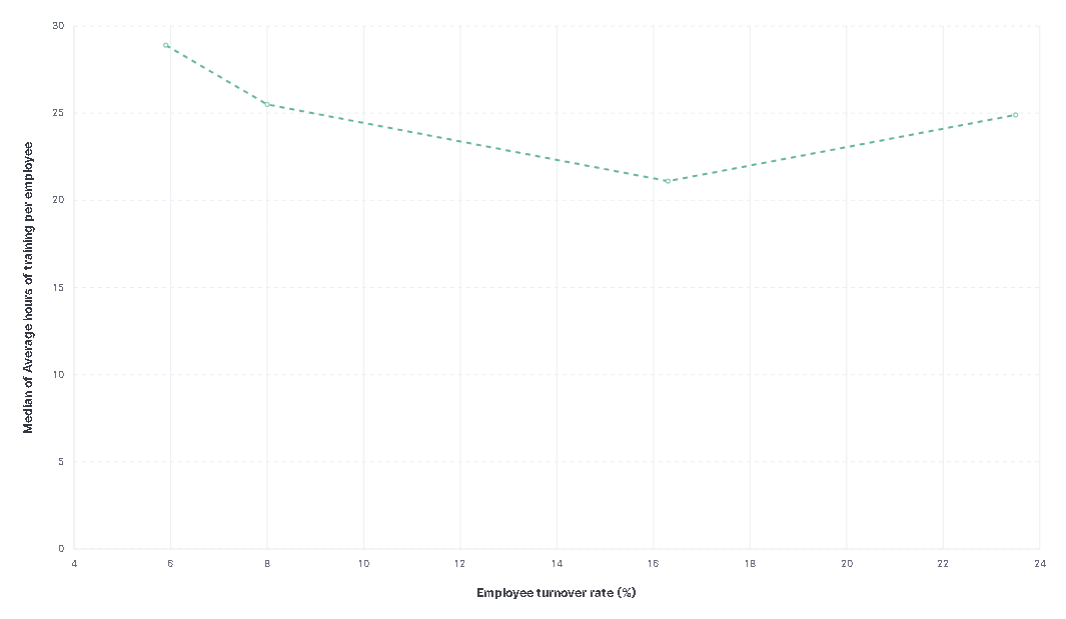 30
25
20
15
10
5
0
Median of Average hours of training per employee
4 6 8 10 12 14 16 18 20 22 24
Employee turnover rate (%)